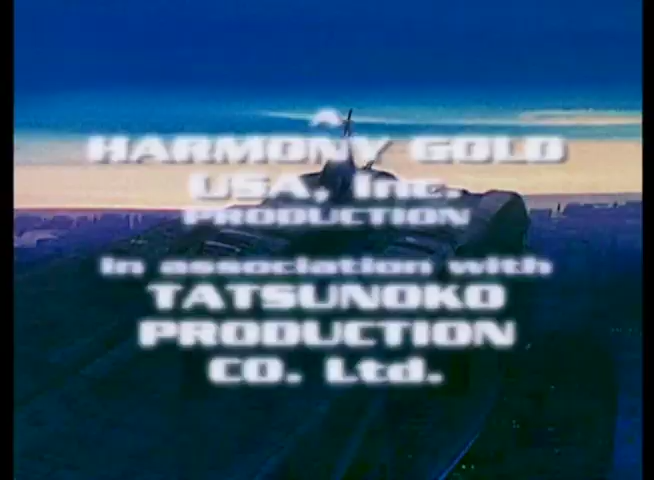 A
HARMONY GOLD
USA, Inc.
PRODUCTION
In association with
TATSUNOKO
PRODUCTION
CO. Ltd.